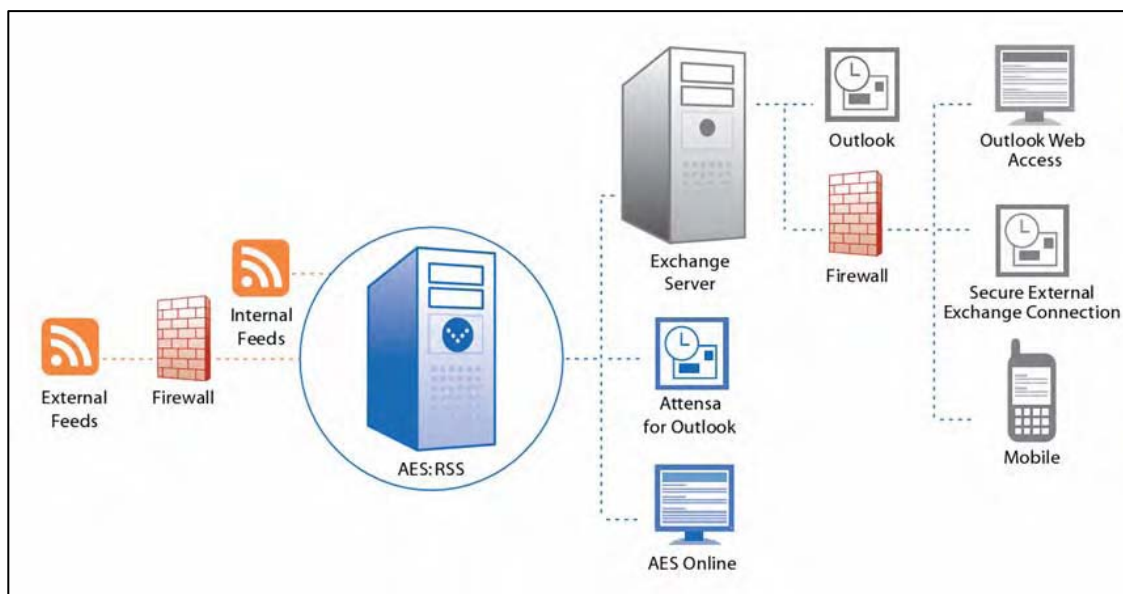 External
Feeds
Firewall
Internal
Feeds
AES:RSS
Exchange
Server
Attensa
for Outlook
AES Online
Outlook
Firewall
Outlook Web
Access
Secure External
Exchange Connection
Mobile